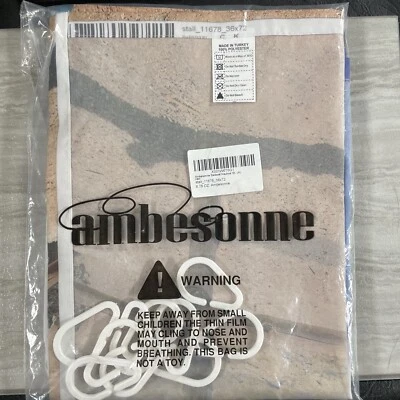 stall_11678_36x72
MADE IN TURKEY
100% POLYESTER
ambesonne
WARNING
KEEP AWAY FROM SMALL
CHILDREN THE THIN FILM
MAY CLING TO NOSE AND
MOUTH AND PREVENT
BREATHING. THIS BAG IS
NOT A TOY.